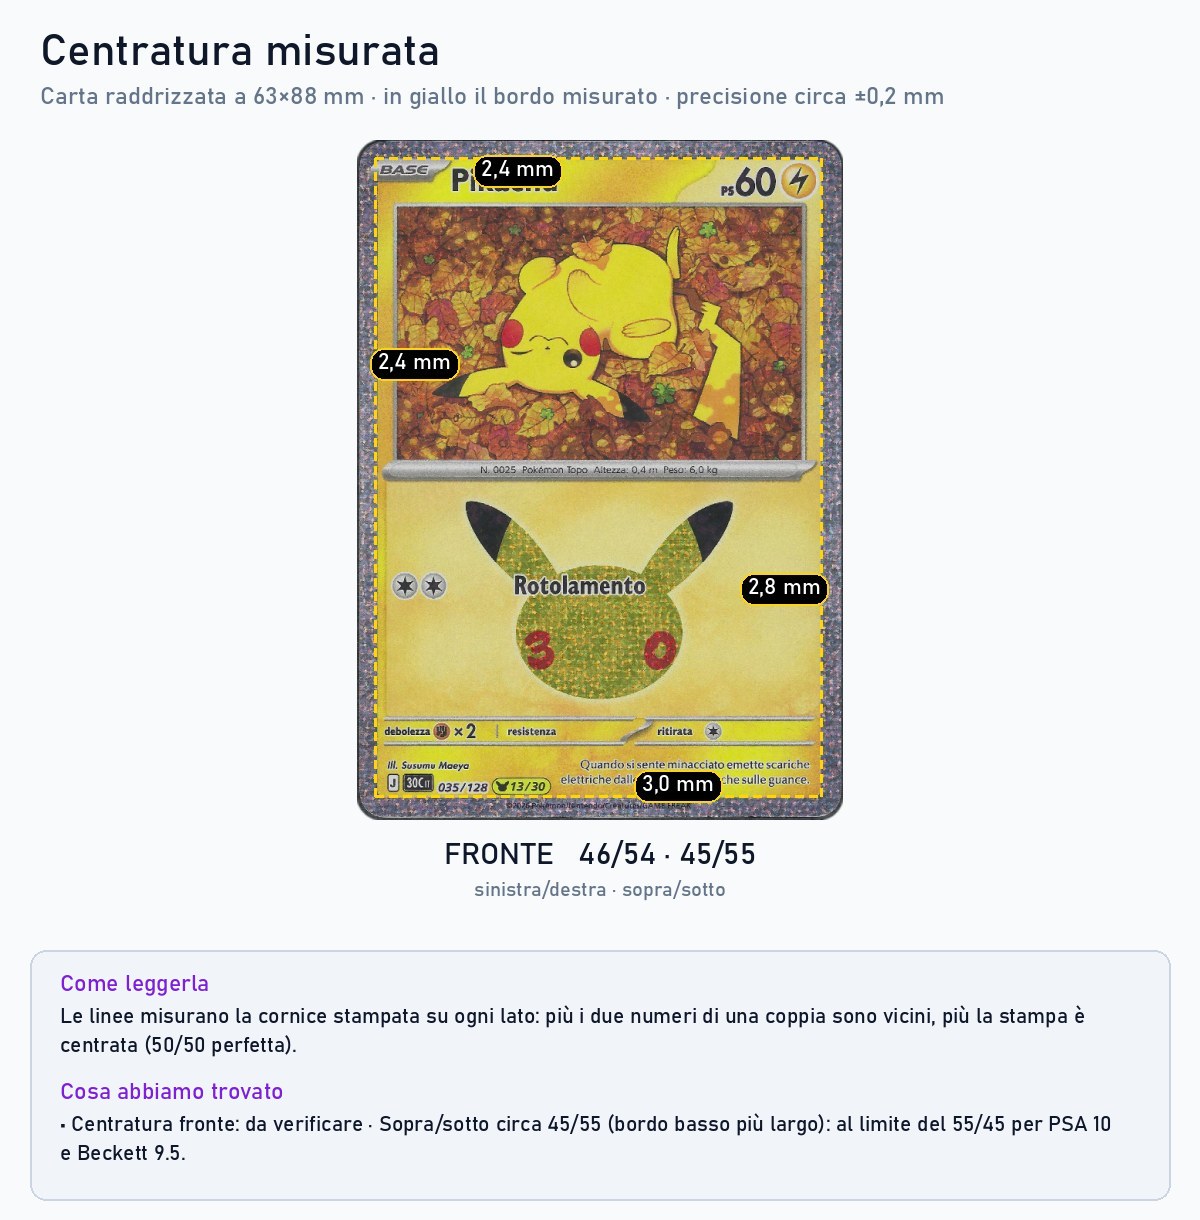 Centratura misurata
Carta raddrizzata a 63×88 mm · in giallo il bordo misurato · precisione circa ±0,2 mm
BASE
2,4 mm
PS60
2,4 mm
N. 0025 Pokémon Topo Altezza: 0,4 m Peso: 6,0 kg
Rotolamento
2,8 mm
3 0
debolezza ×2 resistenza ritirata
Ill. Susumu Maeya
Quando si sente minacciato emette scariche
elettriche che sulle guance.
J 30C IT 035/128 13/30
3,0 mm
FRONTE 46/54 · 45/55
sinistra/destra · sopra/sotto
Come leggerla
Le linee misurano la cornice stampata su ogni lato: più i due numeri di una coppia sono vicini, più la stampa è
centrata (50/50 perfetta).
Cosa abbiamo trovato
· Centratura fronte: da verificare · Sopra/sotto circa 45/55 (bordo basso più largo): al limite del 55/45 per PSA 10
e Beckett 9.5.